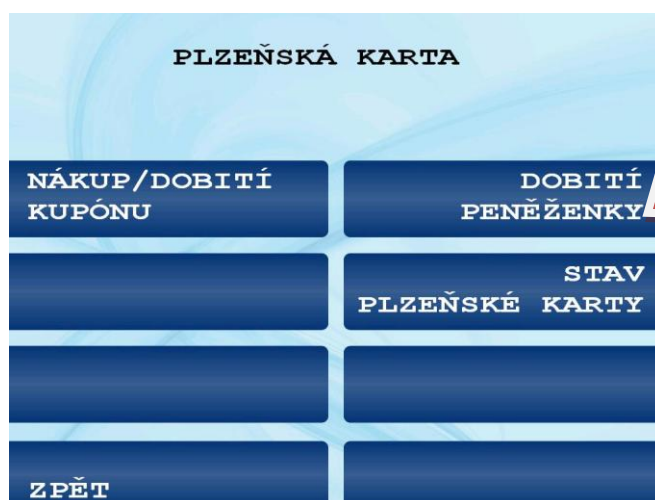 PLZEŇSKÁ KARTA
NÁKUP/DOBITÍ
KUPÓNU
DOBITÍ
PENĚŽENKY
STAV
PLZEŇSKÉ KARTY
ZPĚT